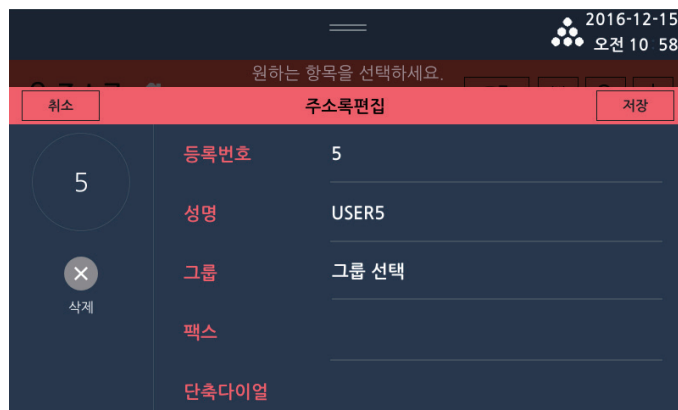 2016-12-15
오전 10 58
원하는 항목을 선택하세요.
취소
주소록편집
저장
5
삭제
등록번호
5
성명
USER5
그룹
그룹 선택
팩스
단축다이얼